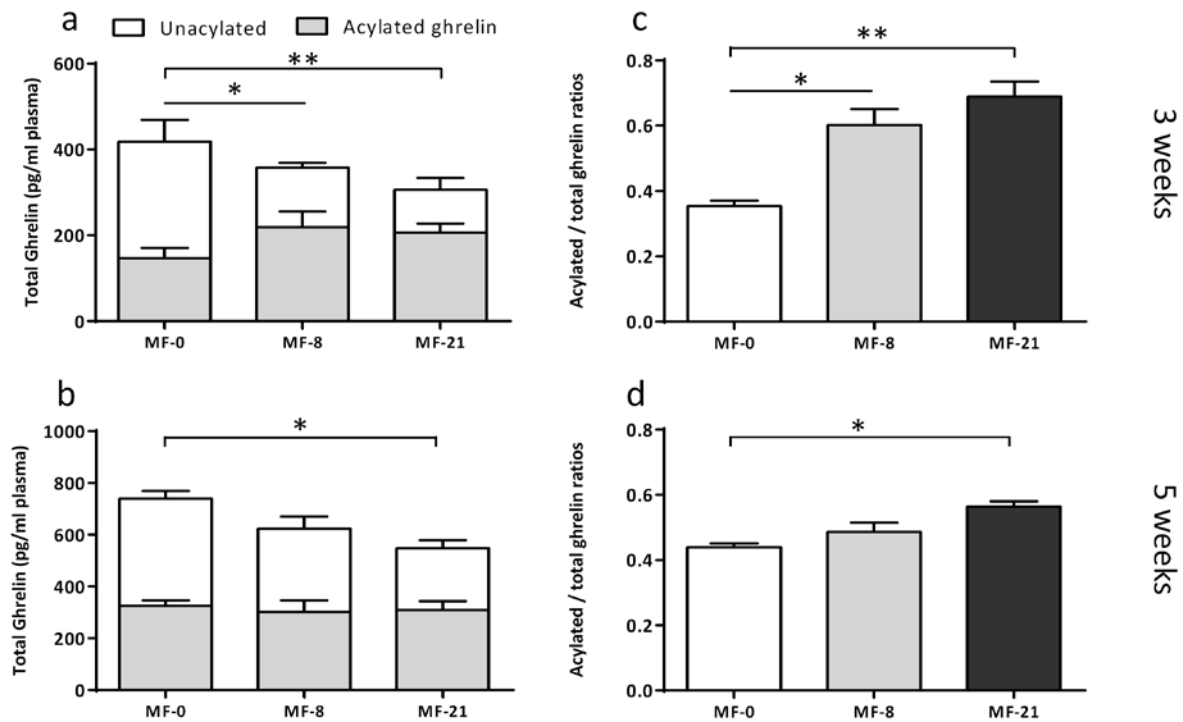 a
Unacylated
Acylated ghrelin
Total Ghrelin (pg/ml plasma)
600
400
200
0
*
**
MF-0
MF-8
MF-21
c
Acylated / total ghrelin ratios
0.8
0.6
0.4
0.2
0.0
*
**
MF-0
MF-8
MF-21
3 weeks
b
Total Ghrelin (pg/ml plasma)
1000
800
600
400
200
0
*
MF-0
MF-8
MF-21
d
Acylated / total ghrelin ratios
0.8
0.6
0.4
0.2
0.0
*
MF-0
MF-8
MF-21
5 weeks